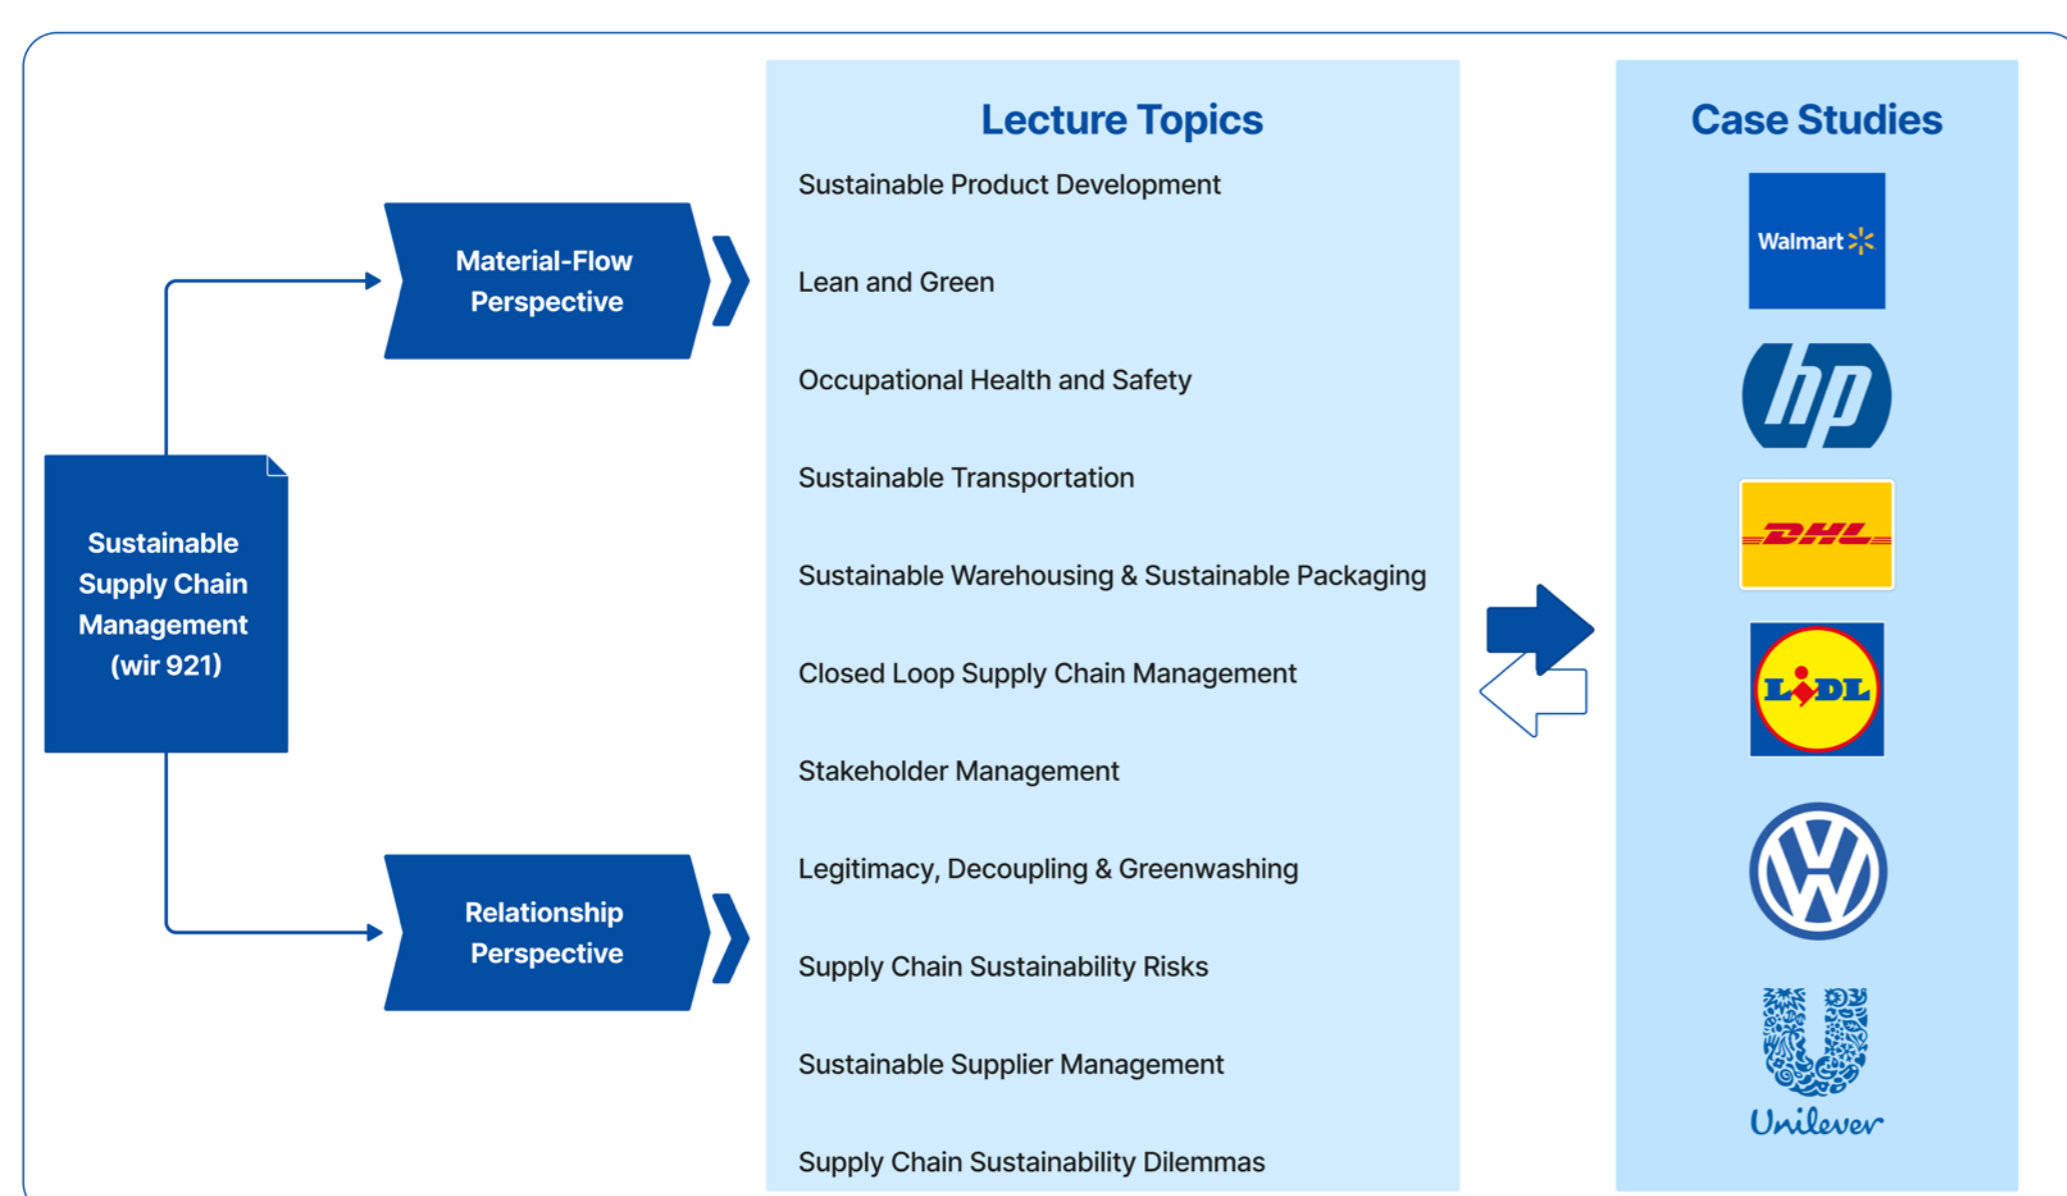 Sustainable
Supply Chain
Management
(wir 921)
Material-Flow
Perspective
Relationship
Perspective
Lecture Topics
Sustainable Product Development
Lean and Green
Occupational Health and Safety
Sustainable Transportation
Sustainable Warehousing & Sustainable Packaging
Closed Loop Supply Chain Management
Stakeholder Management
Legitimacy, Decoupling & Greenwashing
Supply Chain Sustainability Risks
Sustainable Supplier Management
Supply Chain Sustainability Dilemmas
Case Studies
Walmart
hp
DHL
LiDL
VW
U
Unilever